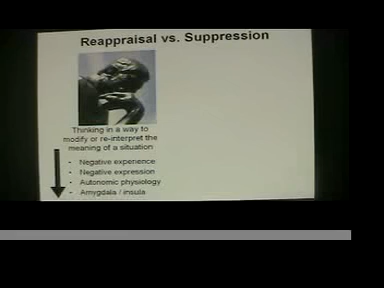 Reappraisal vs. Suppression
Thinking in a way to
modify or re-interpret the
meaning of a situation
• Negative experience
• Negative expression
• Autonomic physiology
• Amygdala / insula